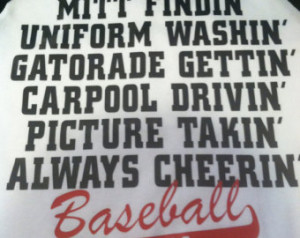 MITT FINDIN'
UNIFORM WASHIN'
GATORADE GETTIN'
CARPOOL DRIVIN'
PICTURE TAKIN'
ALWAYS CHEERIN'
Baseball